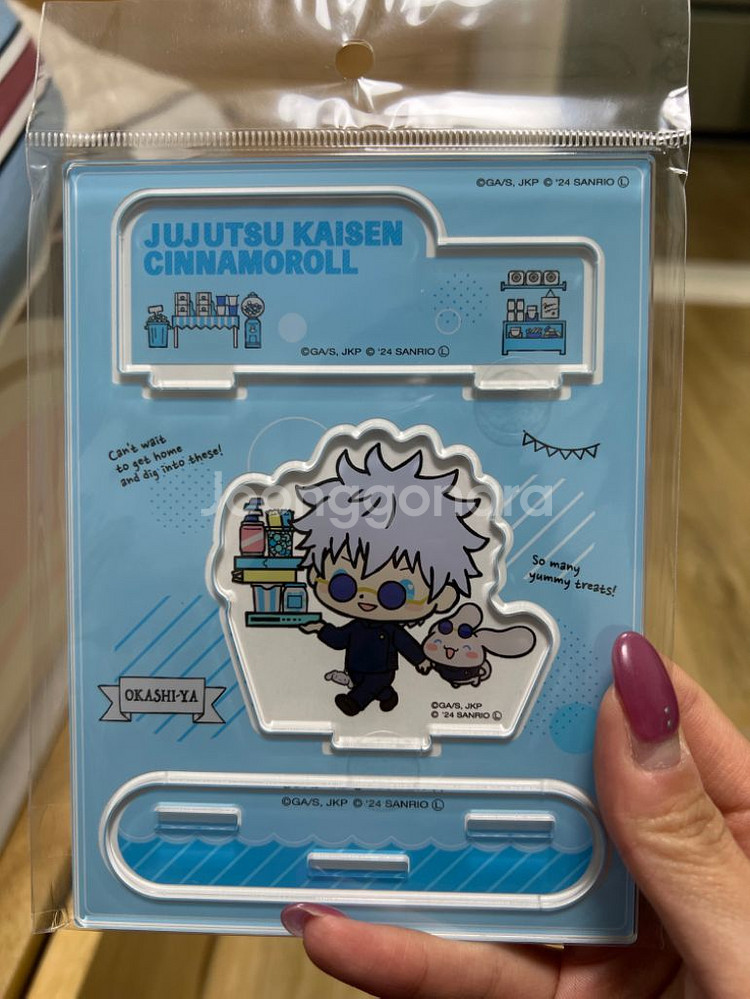 ©GA/S, JKP © '24 SANRIO Ⓛ
JUJUTSU KAISEN
CINNAMOROLL
©GA/S, JKP © '24 SANRIO Ⓛ
Can't wait
to get home
and dig into these!
Joonggonara
So many
yummy treats!
OKASHI-YA
©GA/S, JKP
© '24 SANRIO Ⓛ
©GA/S, JKP © '24 SANRIO Ⓛ